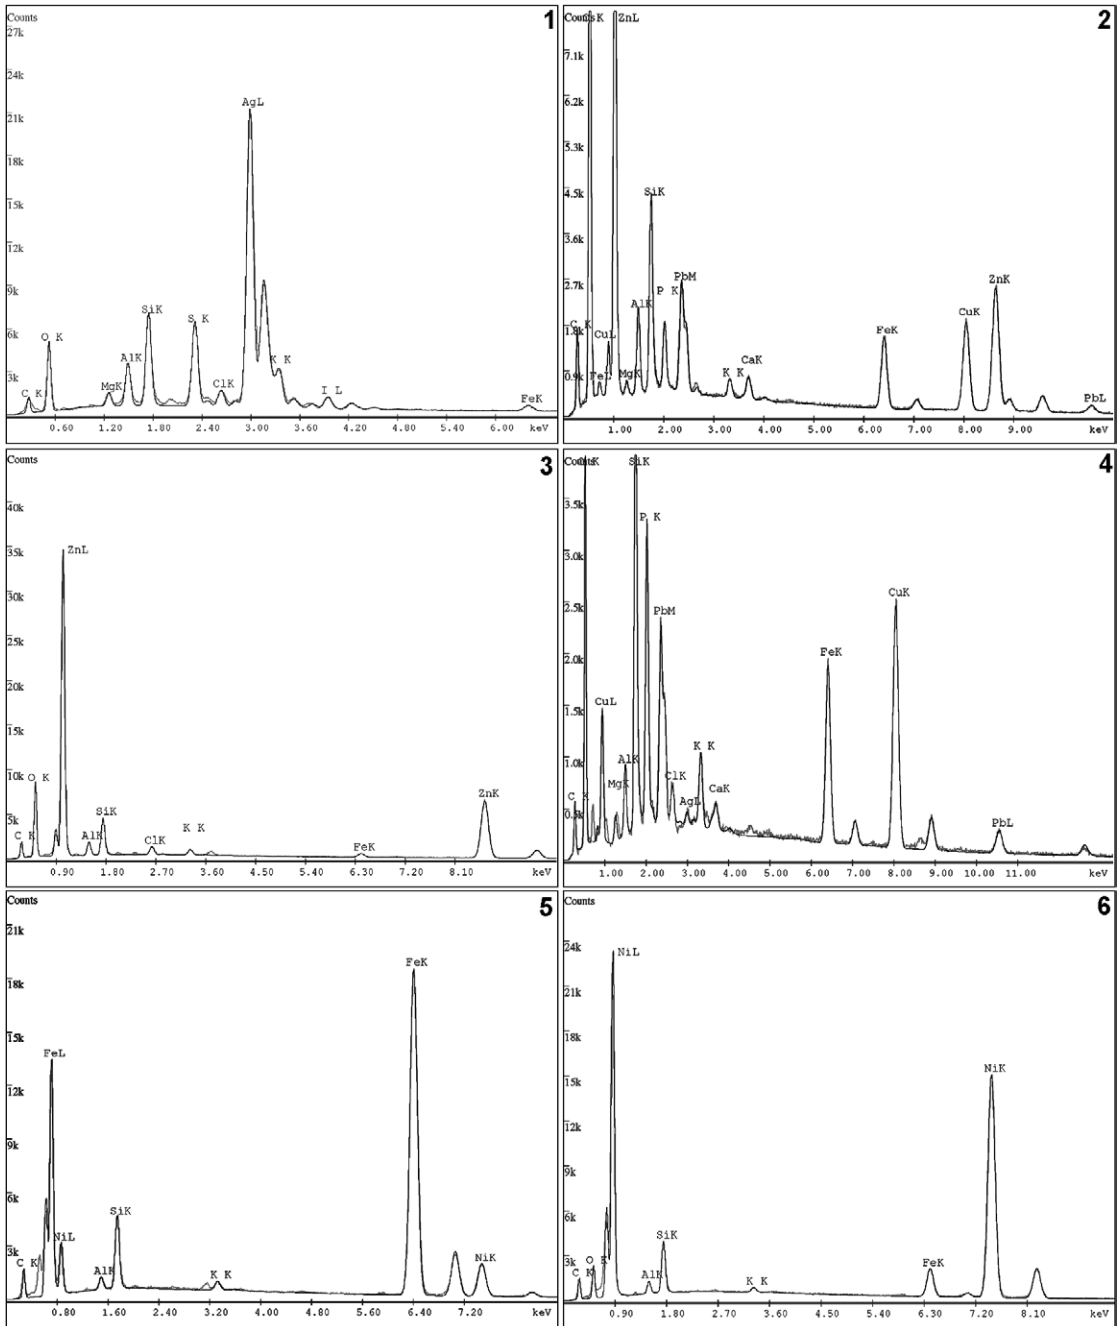 Counts
1
27k
24k
21k
18k
15k
12k
9k
6k
3k
C K
O K
MgK
AlK
SiK
S K
ClK
AgL
K K
I L
FeK
0.60 1.20 1.80 2.40 3.00 3.60 4.20 4.80 5.40 6.00 keV
2
K
ZnL
7.1k
6.2k
5.3k
4.5k
3.6k
2.7k
0.9k
C K
FeL
CuL
MgK
AlK
SiK
P K
PbM
K K
CaK
FeK
CuK
ZnK
PbL
1.00 2.00 3.00 4.00 5.00 6.00 7.00 8.00 9.00 keV
Counts
3
40k
35k
30k
25k
20k
15k
10k
5k
C K
O K
ZnL
AlK
SiK
ClK
K K
FeK
ZnK
0.90 1.80 2.70 3.60 4.50 5.40 6.30 7.20 8.10 keV
4
SiK
3.5k
3.0k
2.5k
2.0k
1.5k
1.0k
0.5k
C K
CuL
MgK
AlK
P K
PbM
ClK
AgL
K K
CaK
FeK
CuK
PbL
1.00 2.00 3.00 4.00 5.00 6.00 7.00 8.00 9.00 10.00 11.00 keV
Counts
5
21k
18k
15k
12k
9k
6k
3k
C K
FeL
NiL
AlK
SiK
K K
FeK
NiK
0.80 1.60 2.40 3.20 4.00 4.80 5.60 6.40 7.20 keV
Counts
6
24k
21k
18k
15k
12k
9k
6k
3k
C K
O K
NiL
AlK
SiK
K K
FeK
NiK
0.90 1.80 2.70 3.60 4.50 5.40 6.30 7.20 8.10 keV